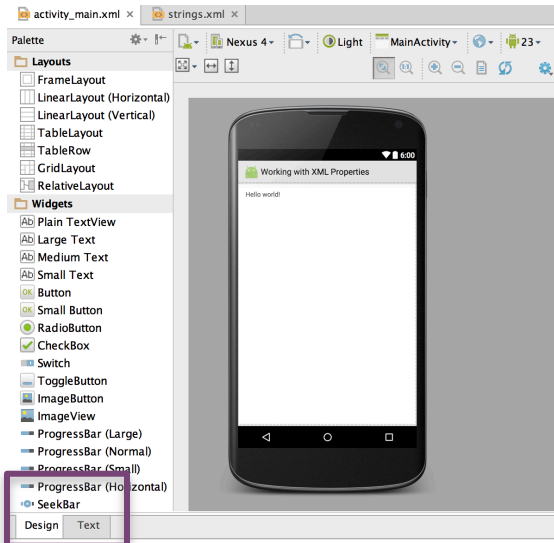 activity_main.xml × strings.xml ×
Palette
Nexus 4 Light MainActivity 23
Layouts
FrameLayout
LinearLayout (Horizontal)
LinearLayout (Vertical)
TableLayout
TableRow
GridLayout
RelativeLayout
Widgets
Ab Plain TextView
Ab Large Text
Ab Medium Text
Ab Small Text
OK Button
OK Small Button
RadioButton
CheckBox
Switch
ToggleButton
ImageButton
ImageView
ProgressBar (Large)
ProgressBar (Normal)
ProgressBar (Small)
ProgressBar (Horizontal)
SeekBar
Design Text
6:00
Working with XML Properties
Hello world!